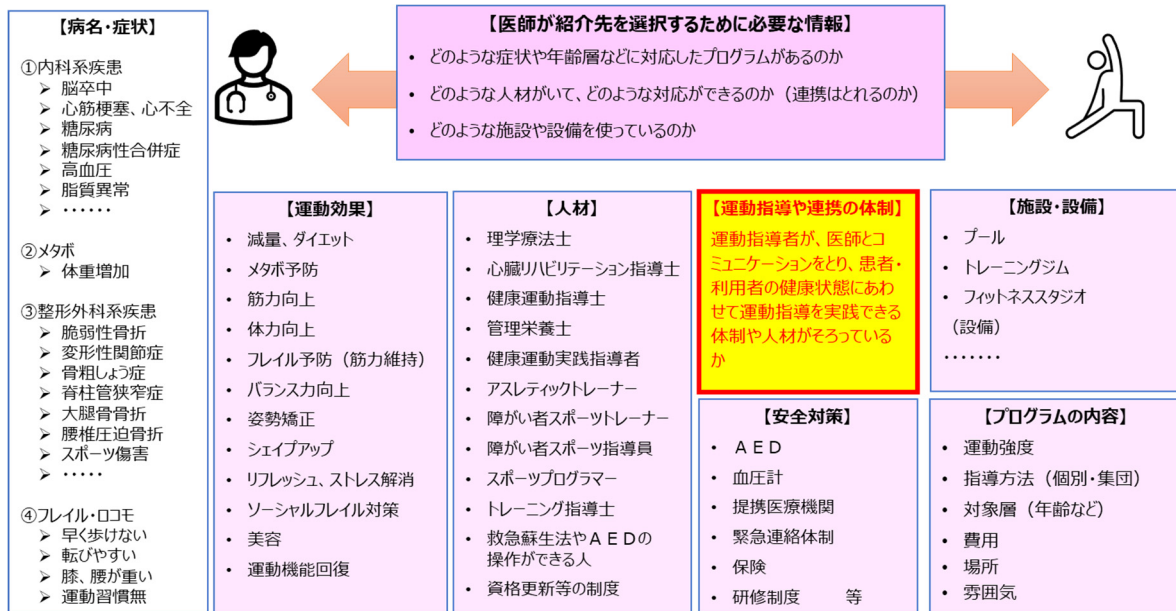 【病名・症状】
①内科系疾患
➢ 脳卒中
➢ 心筋梗塞、心不全
➢ 糖尿病
➢ 糖尿病性合併症
➢ 高血圧
➢ 脂質異常
➢ ・・・・・・
②メタボ
➢ 体重増加
③整形外科系疾患
➢ 脆弱性骨折
➢ 変形性関節症
➢ 骨粗しょう症
➢ 脊柱管狭窄症
➢ 大腿骨骨折
➢ 腰椎圧迫骨折
➢ スポーツ傷害
➢ ・・・・・
④フレイル・ロコモ
➢ 早く歩けない
➢ 転びやすい
➢ 膝、腰が重い
➢ 運動習慣無
【医師が紹介先を選択するために必要な情報】
• どのような症状や年齢層などに対応したプログラムがあるのか
• どのような人材がいて、どのような対応ができるのか（連携はとれるのか）
• どのような施設や設備を使っているのか
【運動効果】
• 減量、ダイエット
• メタボ予防
• 筋力向上
• 体力向上
• フレイル予防（筋力維持）
• バランス力向上
• 姿勢矯正
• シェイプアップ
• リフレッシュ、ストレス解消
• ソーシャルフレイル対策
• 美容
• 運動機能回復
【人材】
• 理学療法士
• 心臓リハビリテーション指導士
• 健康運動指導士
• 管理栄養士
• 健康運動実践指導者
• アスレティックトレーナー
• 障がい者スポーツトレーナー
• 障がい者スポーツ指導員
• スポーツプログラマー
• トレーニング指導士
• 救急蘇生法やＡＥＤの
操作ができる人
• 資格更新等の制度
【運動指導や連携の体制】
運動指導者が、医師とコ
ミュニケーションをとり、患者・
利用者の健康状態にあわ
せて運動指導を実践できる
体制や人材がそろっている
か
【安全対策】
• ＡＥＤ
• 血圧計
• 提携医療機関
• 緊急連絡体制
• 保険
• 研修制度　　等
【施設・設備】
• プール
• トレーニングジム
• フィットネススタジオ
（設備）
・・・・・・・
【プログラムの内容】
• 運動強度
• 指導方法（個別・集団）
• 対象層（年齢など）
• 費用
• 場所
• 雰囲気